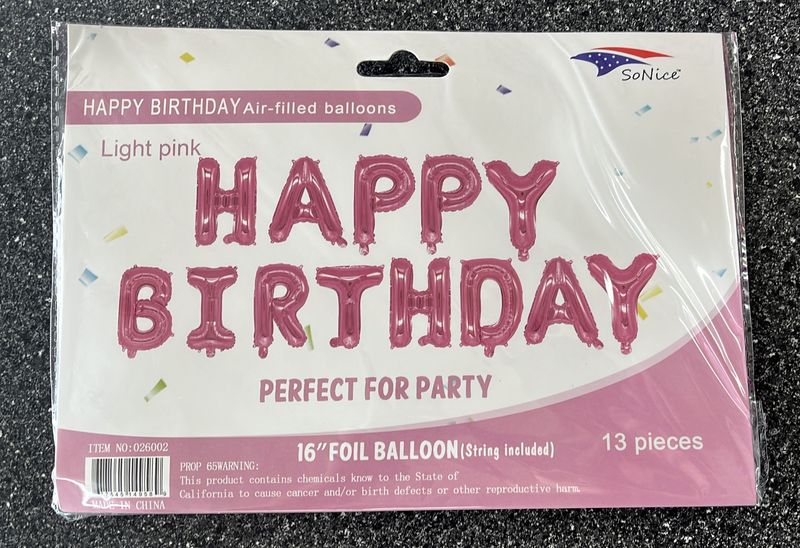 SoNice™
HAPPY BIRTHDAY Air-filled balloons
Light pink
HAPPY
BIRTHDAY
PERFECT FOR PARTY
16″FOIL BALLOON(String included)
13 pieces
ITEM NO:026002
PROP 65WARNING:
This product contains chemicals know to the State of
California to cause cancer and/or birth defects or other reproductive harm.
MADE IN CHINA